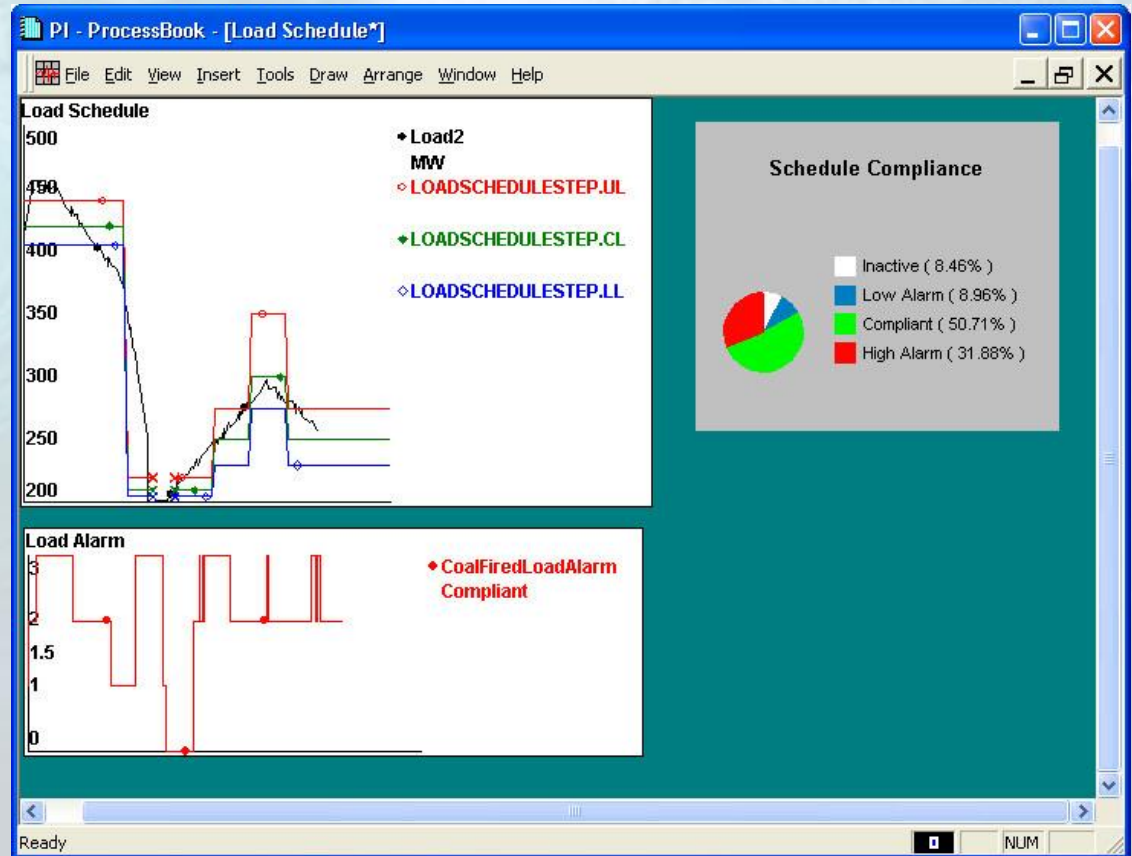 PI - ProcessBook - [Load Schedule*]
File Edit View Insert Tools Draw Arrange Window Help
Load Schedule
500
450
400
350
300
250
200
Load2
MW
LOADSCHEDULESTEP.UL
LOADSCHEDULESTEP.CL
LOADSCHEDULESTEP.LL
Schedule Compliance
Inactive ( 8.46% )
Low Alarm ( 8.96% )
Compliant ( 50.71% )
High Alarm ( 31.88% )
Load Alarm
3
2
1.5
1
0
CoalFiredLoadAlarm
Compliant
Ready
NUM